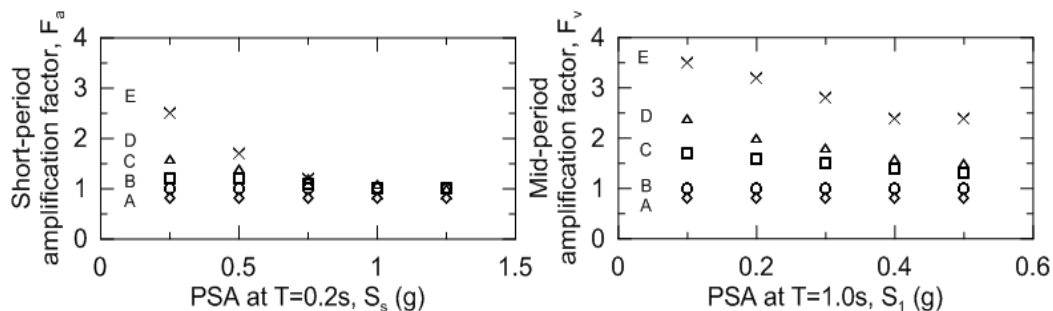 Short-period
amplification factor, Fₐ
4
3
2
1
0
E
D
C
B
A
0
0.5
1
1.5
PSA at T=0.2s, Sₛ (g)
Mid-period
amplification factor, Fᵥ
4
3
2
1
0
E
D
C
B
A
0
0.2
0.4
0.6
PSA at T=1.0s, S₁ (g)